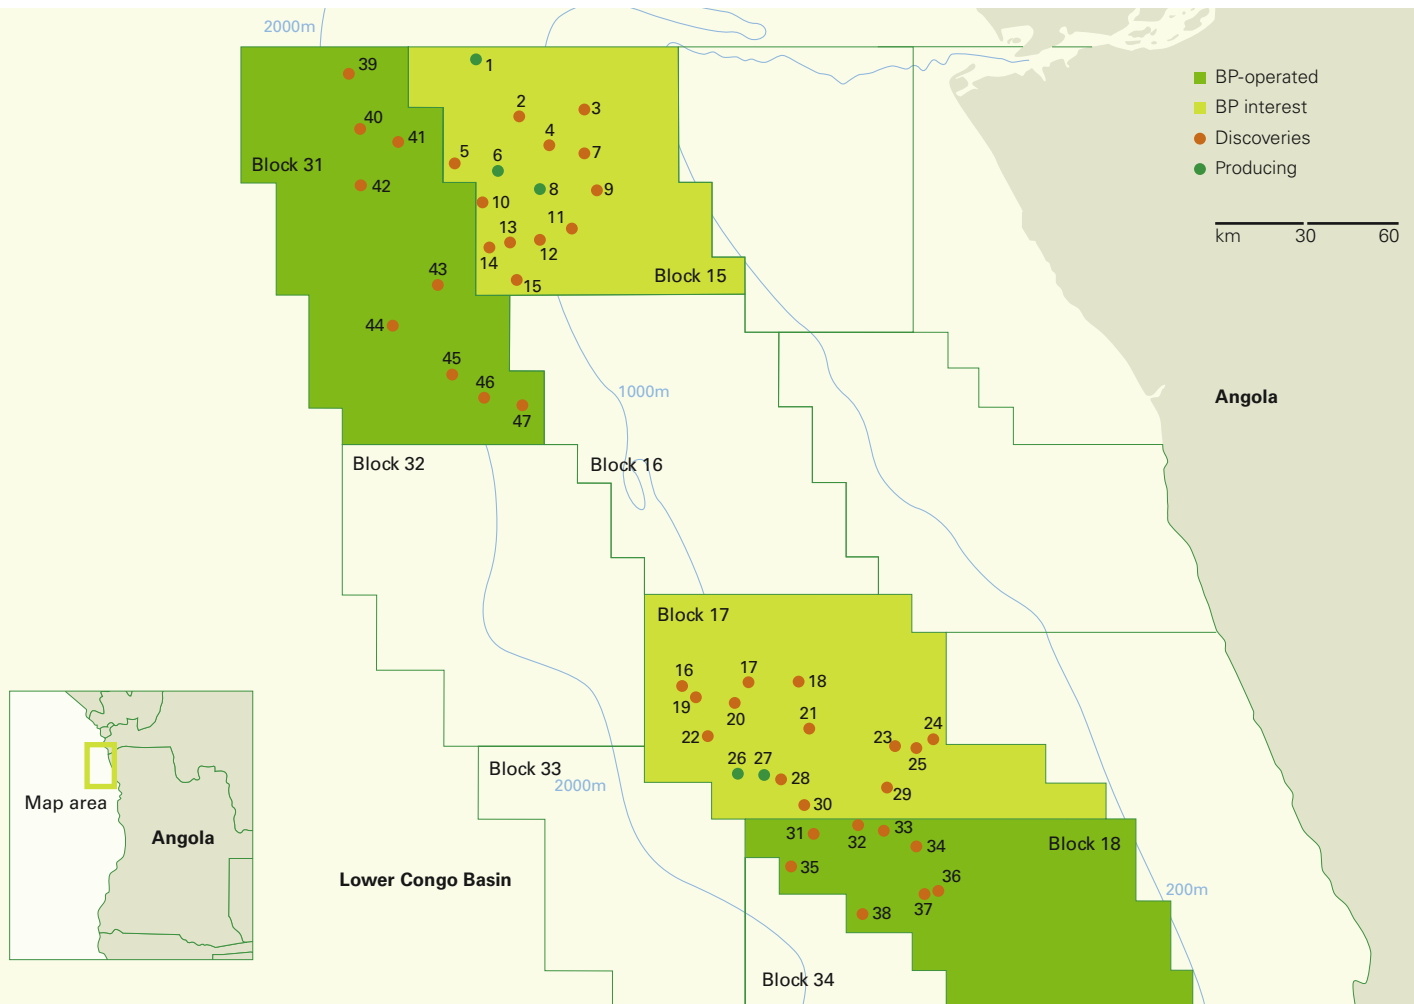 2000m
39
1
BP-operated
2
3
BP interest
40
4
41
Discoveries
5
6
7
Block 31
Producing
42
8
9
10
11
13
km 30 60
12
14
43
Block 15
15
44
45
46
1000m
Angola
47
Block 32
Block 16
Block 17
16
17
18
19
20
21
22
23
24
25
26
27
Block 33
28
2000m
29
30
Map area
31
32
33
Angola
34
Block 18
35
Lower Congo Basin
36
200m
37
38
Block 34